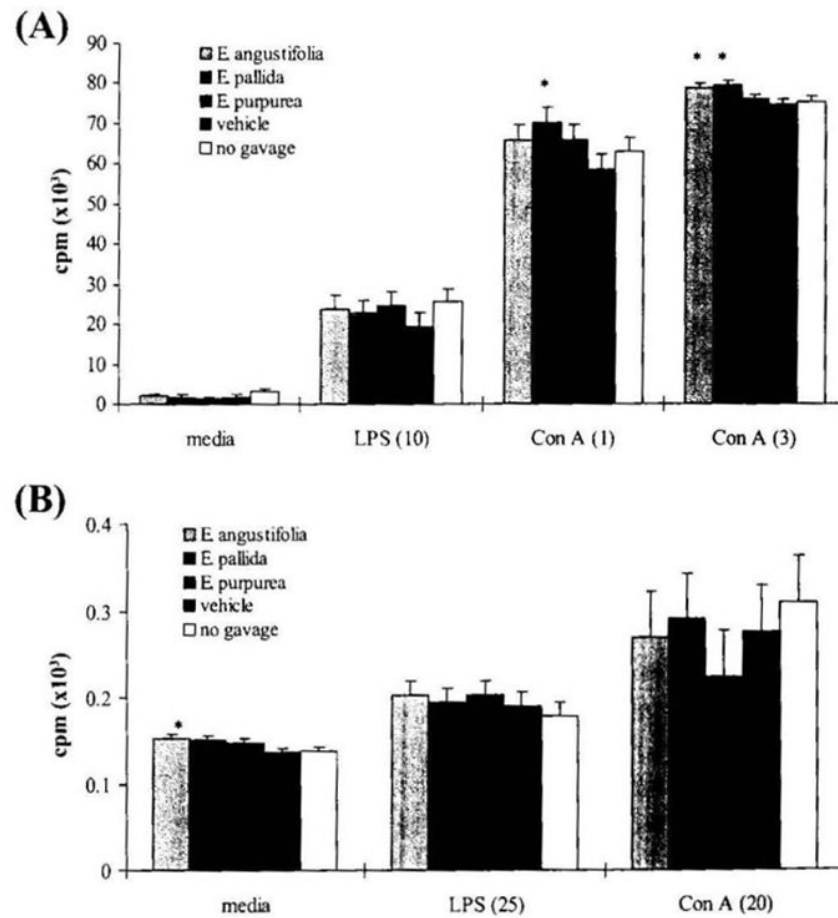 (A)
90
80
70
60
50
40
30
20
10
0
cpm (x10³)
E. angustifolia
E. pallida
E. purpurea
vehicle
no gavage
*
* *
media LPS (10) Con A (1) Con A (3)
(B)
0.4
0.3
0.2
0.1
0
cpm (x10³)
E. angustifolia
E. pallida
E. purpurea
vehicle
no gavage
*
media LPS (25) Con A (20)